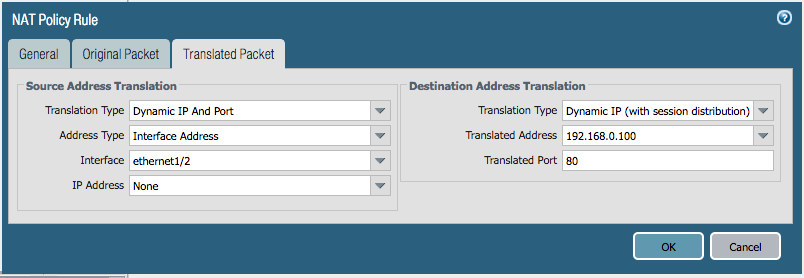 NAT Policy Rule
General Original Packet Translated Packet
Source Address Translation
Translation Type Dynamic IP And Port
Address Type Interface Address
Interface ethernet1/2
IP Address None
Destination Address Translation
Translation Type Dynamic IP (with session distribution)
Translated Address 192.168.0.100
Translated Port 80
OK Cancel